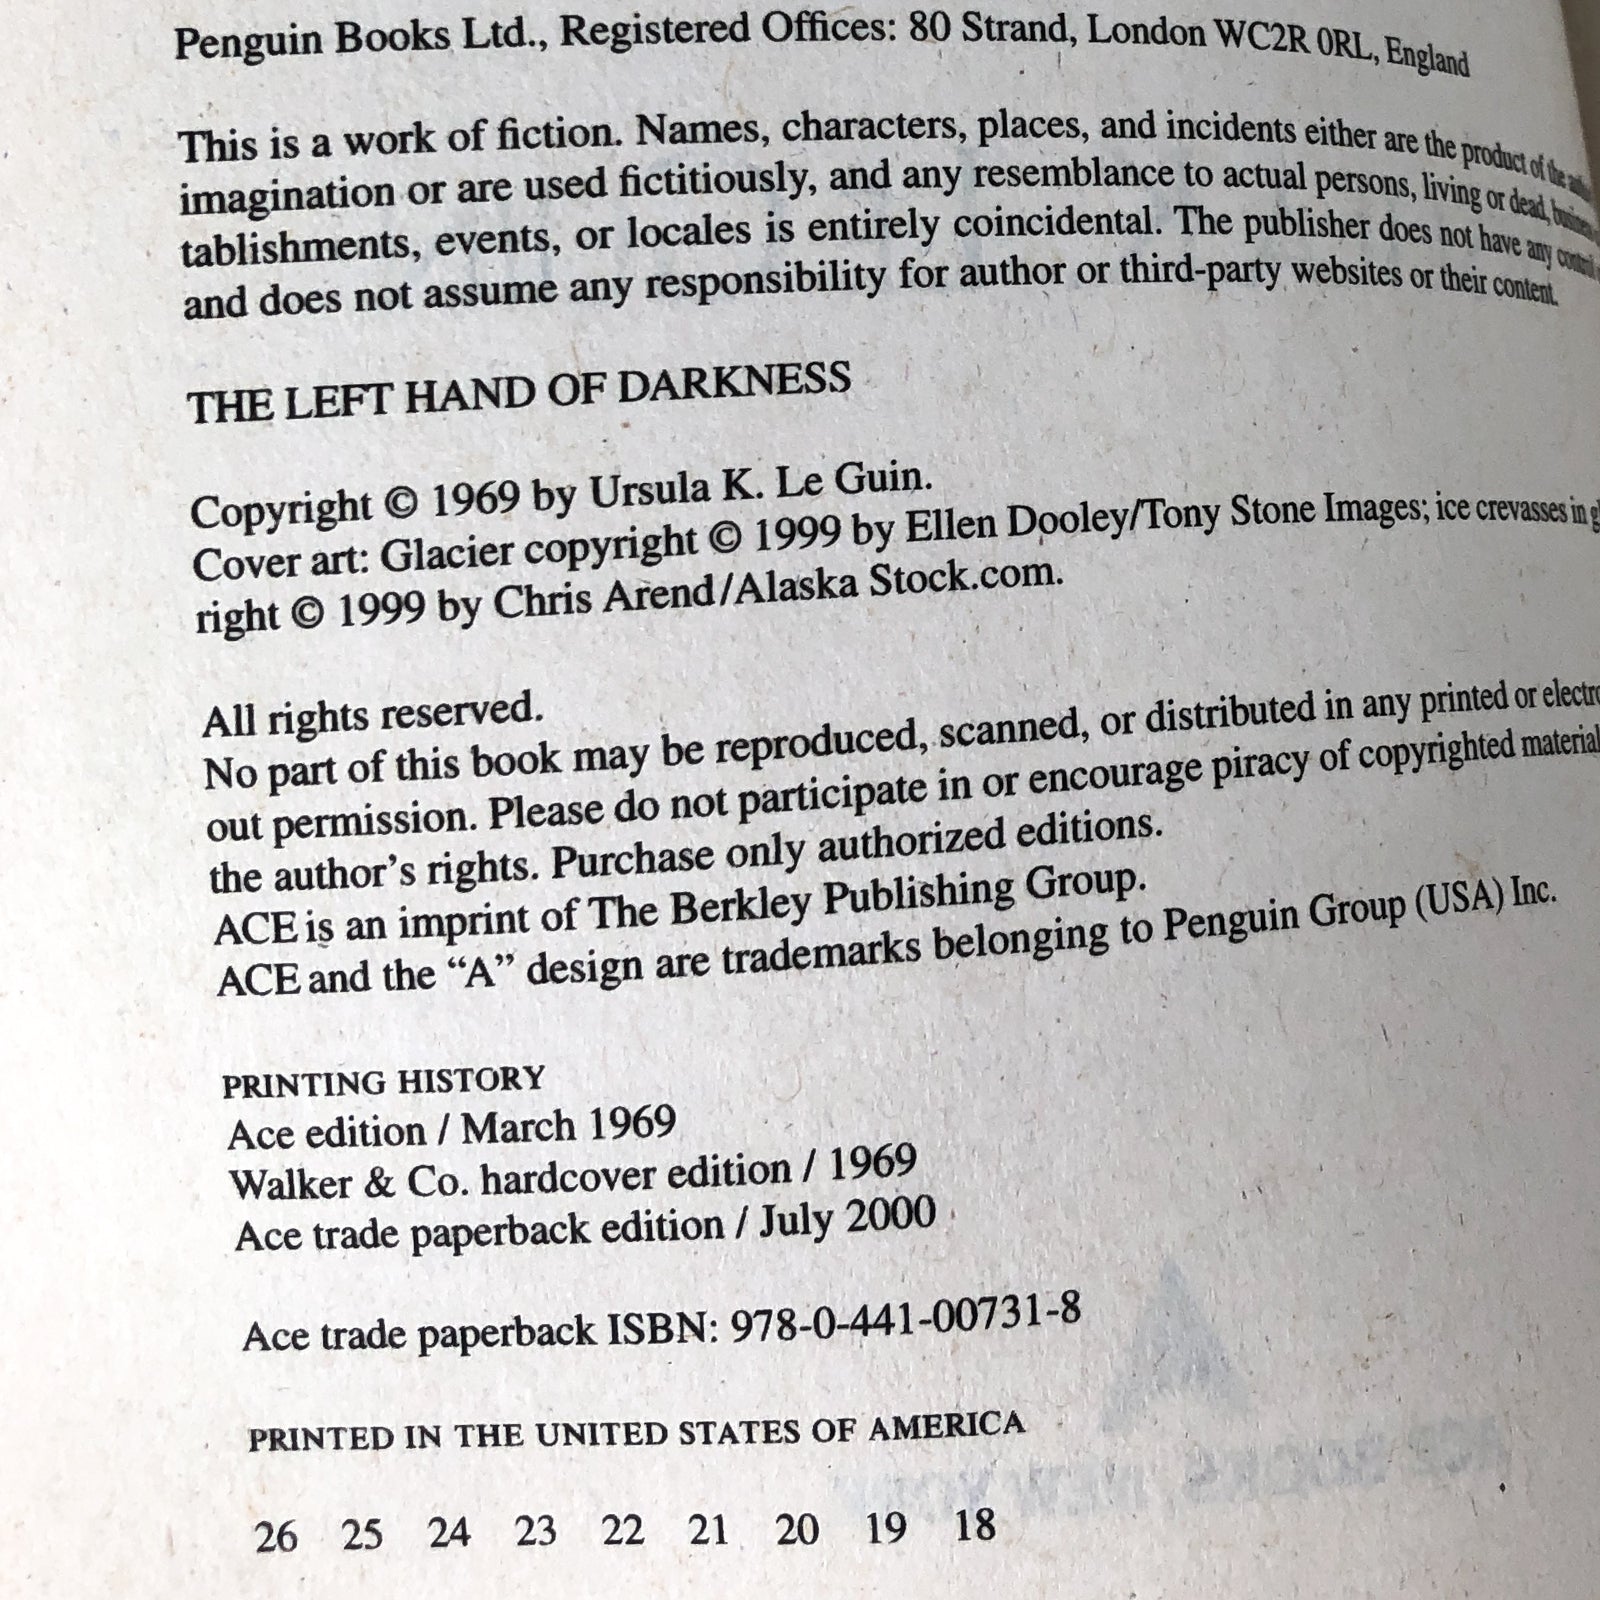 Penguin Books Ltd., Registered Offices: 80 Strand, London WC2R 0RL, England
This is a work of fiction. Names, characters, places, and incidents either are the product of the
imagination or are used fictitiously, and any resemblance to actual persons, living or dead,
tablishments, events, or locales is entirely coincidental. The publisher does not have any control
and does not assume any responsibility for author or third-party websites or their content.
THE LEFT HAND OF DARKNESS
Copyright © 1969 by Ursula K. Le Guin.
Cover art: Glacier copyright © 1999 by Ellen Dooley/Tony Stone Images; ice crevasses in
right © 1999 by Chris Arend/Alaska Stock.com.
All rights reserved.
No part of this book may be reproduced, scanned, or distributed in any printed or electro
out permission. Please do not participate in or encourage piracy of copyrighted material
the author's rights. Purchase only authorized editions.
ACE is an imprint of The Berkley Publishing Group.
ACE and the “A” design are trademarks belonging to Penguin Group (USA) Inc.
PRINTING HISTORY
Ace edition / March 1969
Walker & Co. hardcover edition / 1969
Ace trade paperback edition / July 2000
Ace trade paperback ISBN: 978-0-441-00731-8
PRINTED IN THE UNITED STATES OF AMERICA
26 25 24 23 22 21 20 19 18